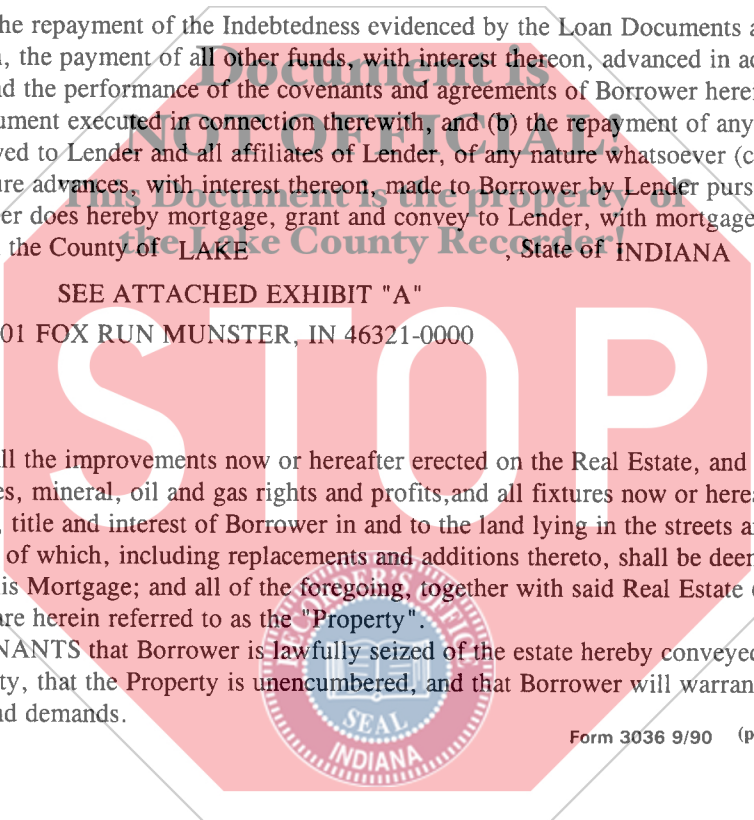 he repayment of the Indebtedness evidenced by the Loan Documents a
, the payment of all other funds, with interest thereon, advanced in ac
Document is
d the performance of the covenants and agreements of Borrower herei
ument executed in connection therewith, and (b) the repayment of any
NOT OFFICIAL!
ved to Lender and all affiliates of Lender, of any nature whatsoever (c
ure advances, with interest thereon, made to Borrower by Lender purs
This Document is the property of
er does hereby mortgage, grant and convey to Lender, with mortgage
the County of LAKE , State of INDIANA
the Lake County Recorder!
SEE ATTACHED EXHIBIT "A"
01 FOX RUN MUNSTER, IN 46321-0000
STOP
ll the improvements now or hereafter erected on the Real Estate, and
es, mineral, oil and gas rights and profits,and all fixtures now or herea
, title and interest of Borrower in and to the land lying in the streets a
of which, including replacements and additions thereto, shall be deem
is Mortgage; and all of the foregoing, together with said Real Estate
are herein referred to as the "Property".
NANTS that Borrower is lawfully seized of the estate hereby conveyed
ty, that the Property is unencumbered, and that Borrower will warran
nd demands.
RECORDER'S OFFICE
SEAL
INDIANA
Form 3036 9/90 (p